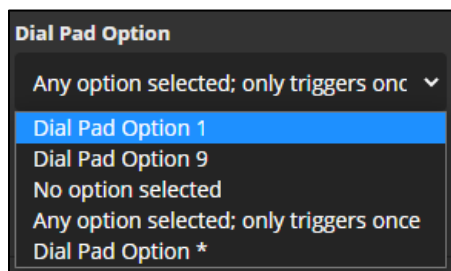 Dial Pad Option
Any option selected; only triggers onc
Dial Pad Option 1
Dial Pad Option 9
No option selected
Any option selected; only triggers once
Dial Pad Option *